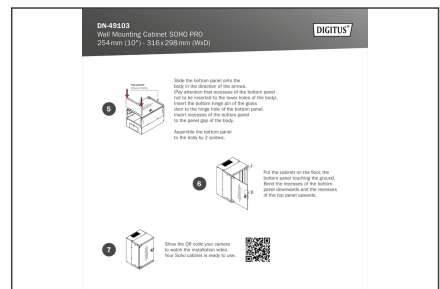 DN-49103
Wall Mounting Cabinet SOHO PRO
254 mm (10") - 316 x 298 mm (WxD)
DIGITUS®
5
Slide the bottom panel onto the
body in the direction of the arrows.
(Pay attention that recesses of the bottom panel
not to be inserted to the lower holes of the body).
Insert the bottom hinge pin of the glass
door to the hinge hole of the bottom panel.
Insert recesses of the bottom panel
to the panel gap of the body.
Assemble the bottom panel
to the body by 2 screws.
6
Put the cabinet on the floor, the
bottom panel touching the ground.
Bend the recesses of the bottom
panel downwards and the recesses
of the top panel upwards.
7
Show the QR code your camera
to watch the installation video.
Your Soho cabinet is ready to use.